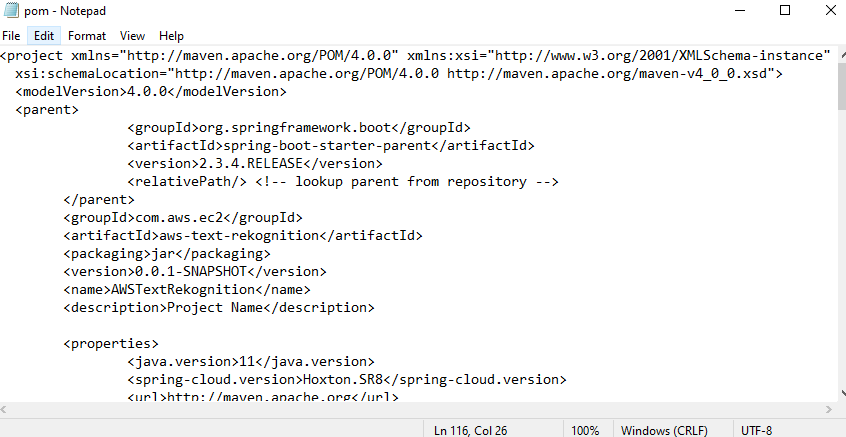 pom - Notepad
File Edit Format View Help
<project xmlns="http://maven.apache.org/POM/4.0.0" xmlns:xsi="http://www.w3.org/2001/XMLSchema-instance"
xsi:schemaLocation="http://maven.apache.org/POM/4.0.0 http://maven.apache.org/maven-v4_0_0.xsd">
<modelVersion>4.0.0</modelVersion>
<parent>
<groupId>org.springframework.boot</groupId>
<artifactId>spring-boot-starter-parent</artifactId>
<version>2.3.4.RELEASE</version>
<relativePath/> <!-- lookup parent from repository -->
</parent>
<groupId>com.aws.ec2</groupId>
<artifactId>aws-text-rekognition</artifactId>
<packaging>jar</packaging>
<version>0.0.1-SNAPSHOT</version>
<name>AWSTextRekognition</name>
<description>Project Name</description>
<properties>
<java.version>11</java.version>
<spring-cloud.version>Hoxton.SR8</spring-cloud.version>
<url>http://maven.apache.org</url>
Ln 116, Col 26 100% Windows (CRLF) UTF-8